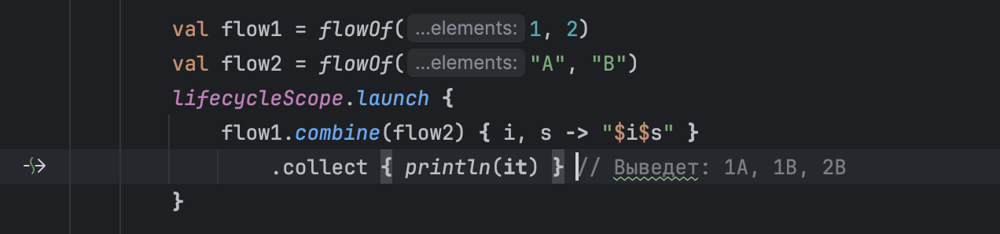 val flow1 = flowOf( ...elements: 1, 2)
val flow2 = flowOf( ...elements: "A", "B")
lifecycleScope.launch {
flow1.combine(flow2) { i, s -> "$i$s" }
.collect { println(it) } // Выведет: 1A, 1B, 2B
}